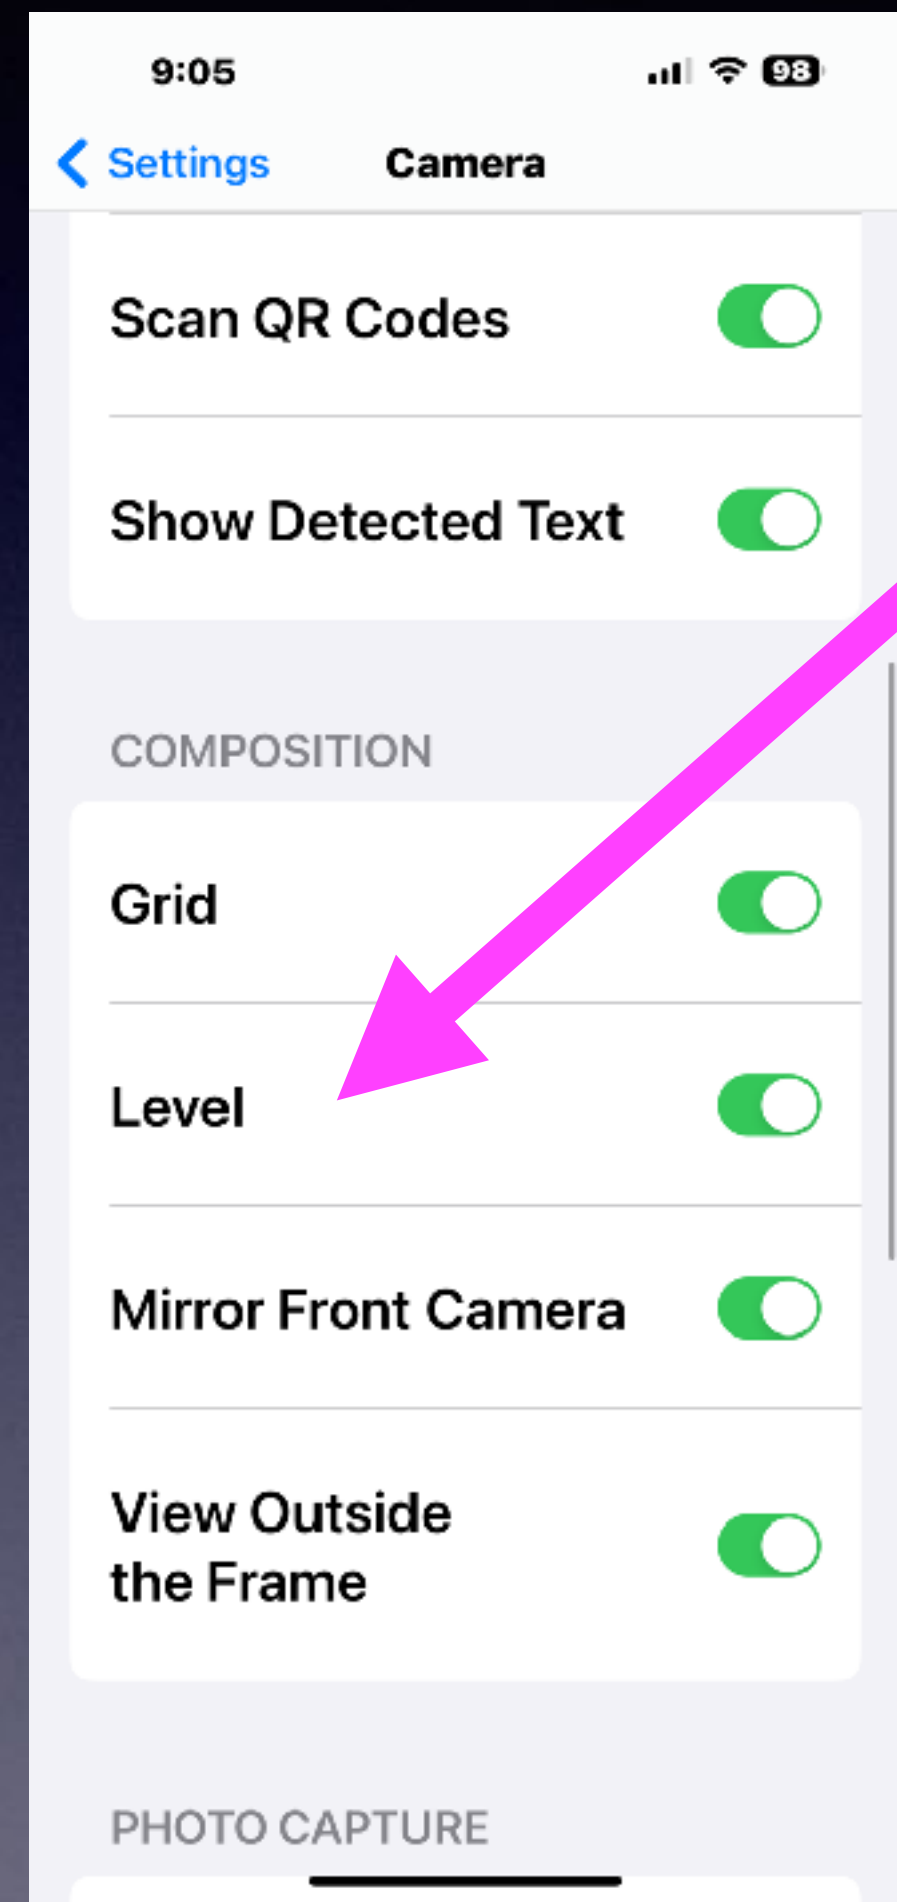 9:05 98
Settings Camera
Scan QR Codes
Show Detected Text
COMPOSITION
Grid
Level
Mirror Front Camera
View Outside
the Frame
PHOTO CAPTURE